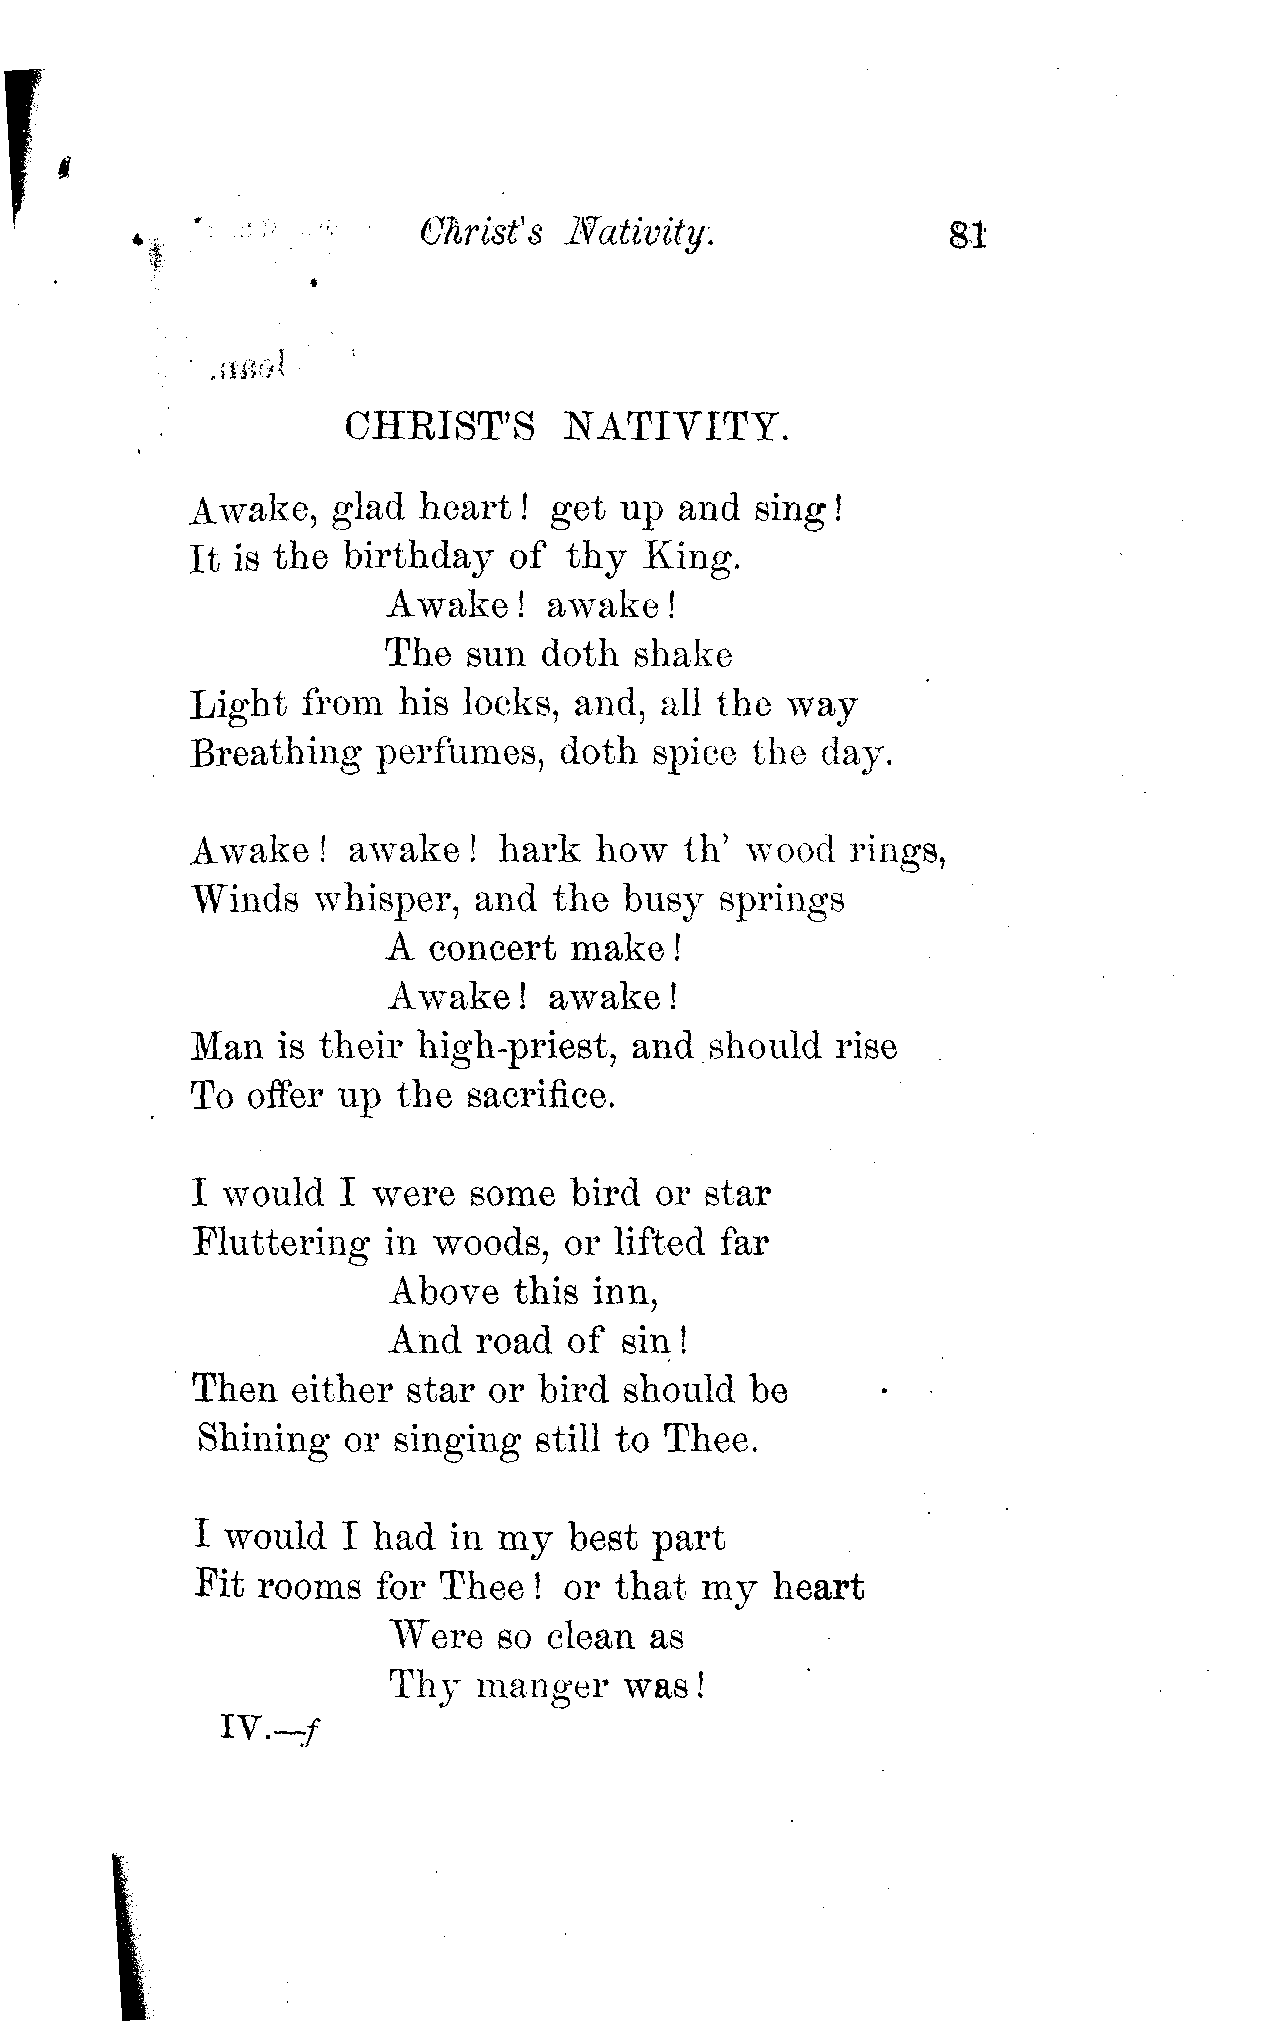 Christ's Nativity. 81
CHRIST'S NATIVITY.
Awake, glad heart! get up and sing!
It is the birthday of thy King.
Awake! awake!
The sun doth shake
Light from his locks, and, all the way
Breathing perfumes, doth spice the day.
Awake! awake! hark how th' wood rings,
Winds whisper, and the busy springs
A concert make!
Awake! awake!
Man is their high-priest, and should rise
To offer up the sacrifice.
I would I were some bird or star
Fluttering in woods, or lifted far
Above this inn,
And road of sin!
Then either star or bird should be
Shining or singing still to Thee.
I would I had in my best part
Fit rooms for Thee! or that my heart
Were so clean as
Thy manger was!
IV.—f